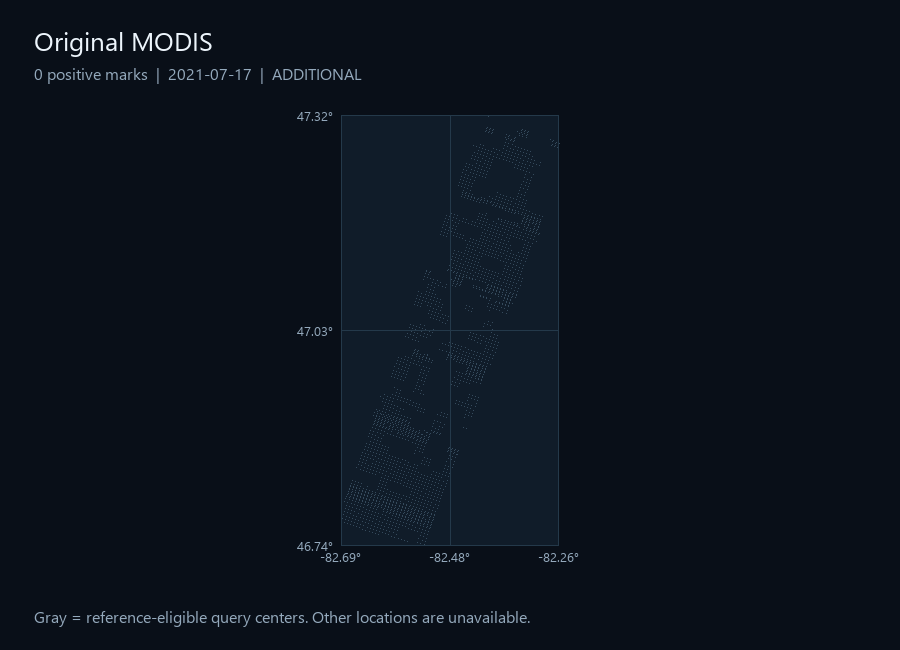 Original MODIS
0 positive marks | 2021-07-17 | ADDITIONAL
47.32°
47.03°
46.74°
-82.69° -82.48° -82.26°
Gray = reference-eligible query centers. Other locations are unavailable.